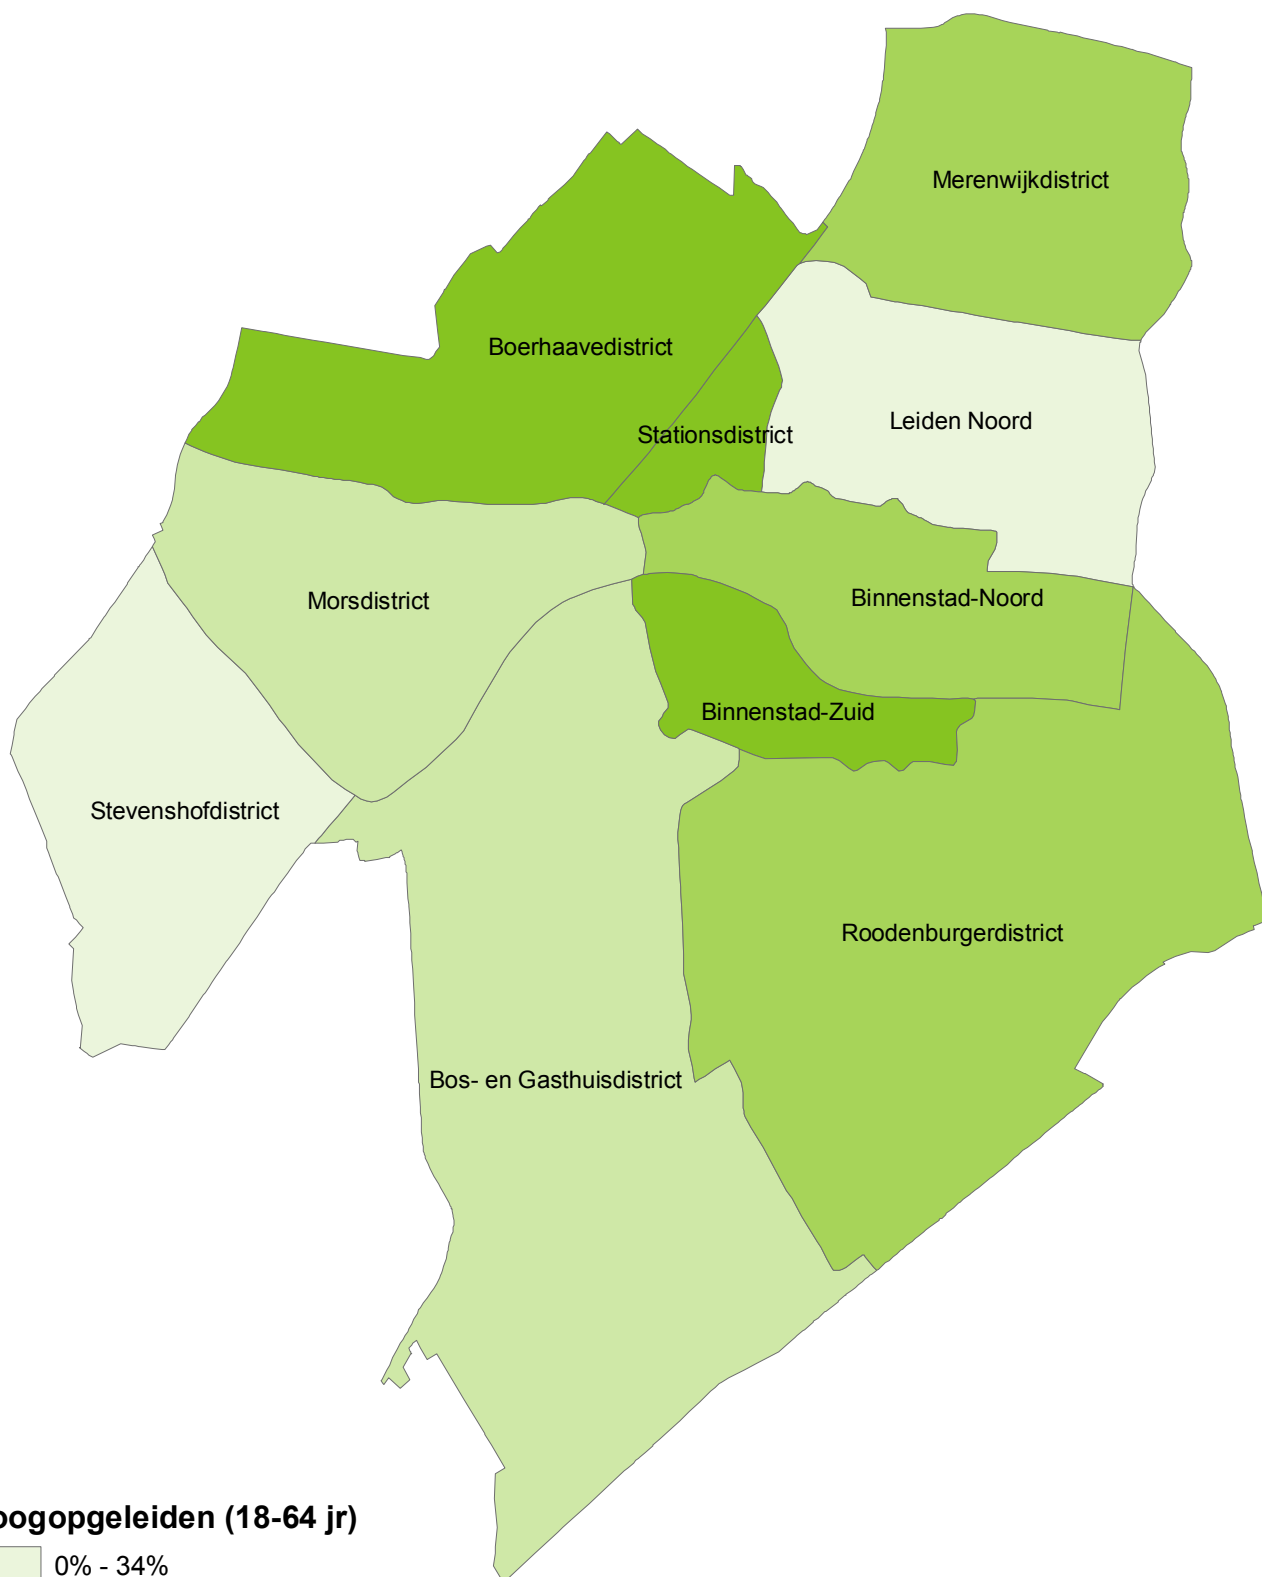 Merenwijkdistrict
Boerhaavedistrict
Leiden Noord
Stationsdistrict
Morsdistrict
Binnenstad-Noord
Binnenstad-Zuid
Stevenshofdistrict
Roodenburgerdistrict
Bos- en Gasthuisdistrict
oogopgeleiden (18-64 jr)
0% - 34%